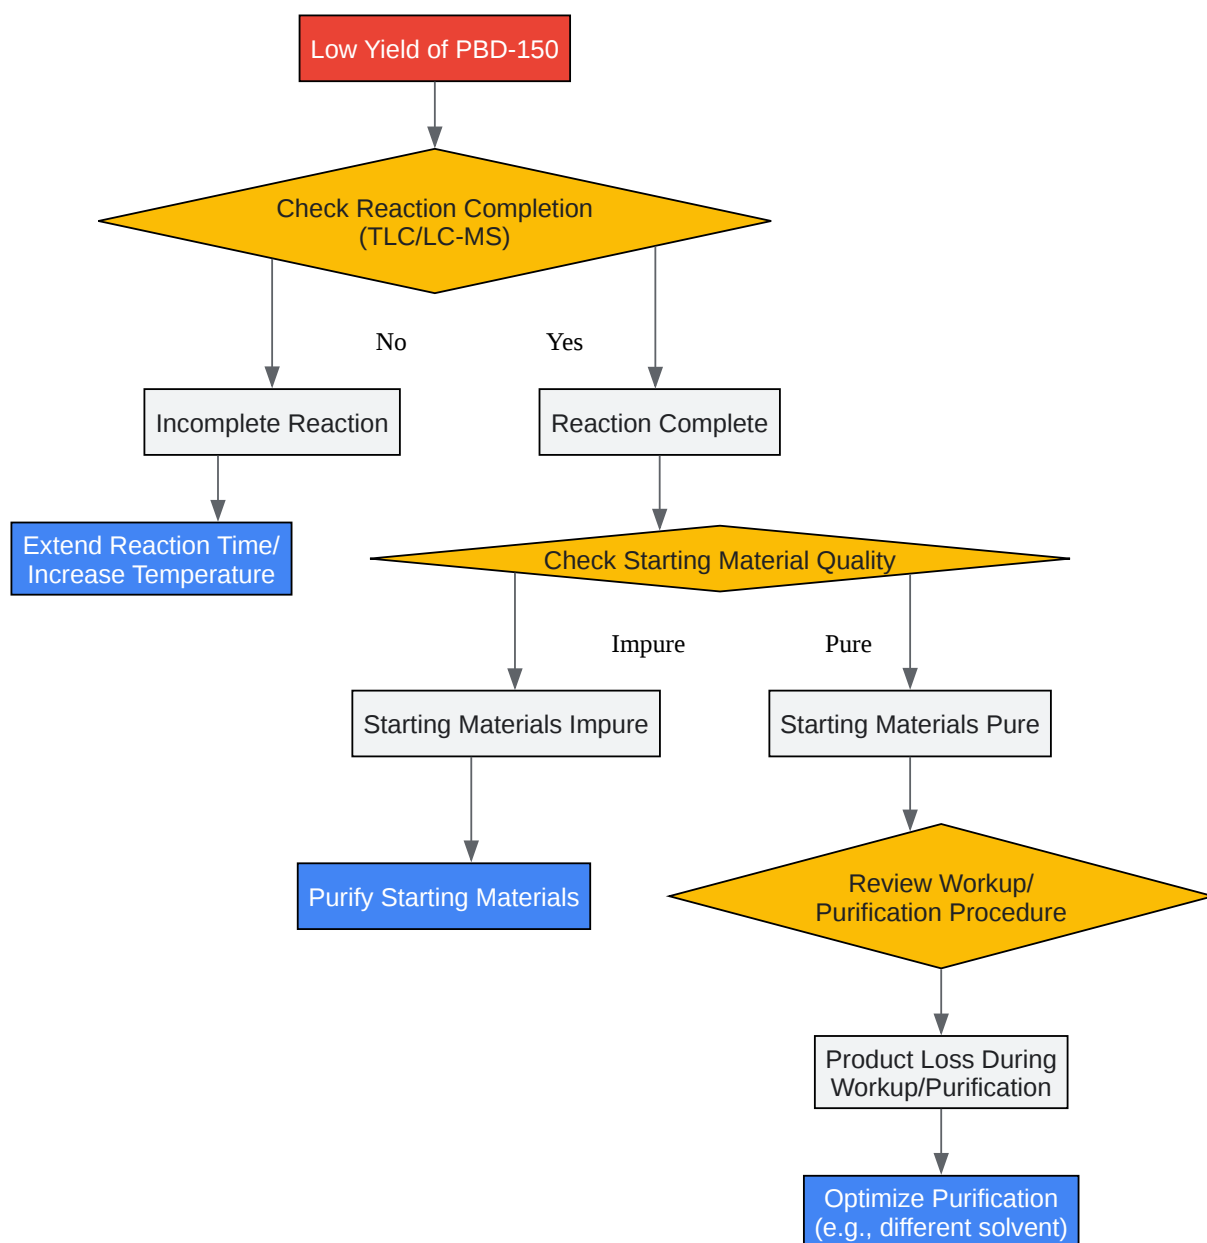 Low Yield of PBD-150
Check Reaction Completion
(TLC/LC-MS)
No
Yes
Incomplete Reaction
Reaction Complete
Extend Reaction Time/
Increase Temperature
Check Starting Material Quality
Impure
Pure
Starting Materials Impure
Starting Materials Pure
Purify Starting Materials
Review Workup/
Purification Procedure
Product Loss During
Workup/Purification
Optimize Purification
(e.g., different solvent)